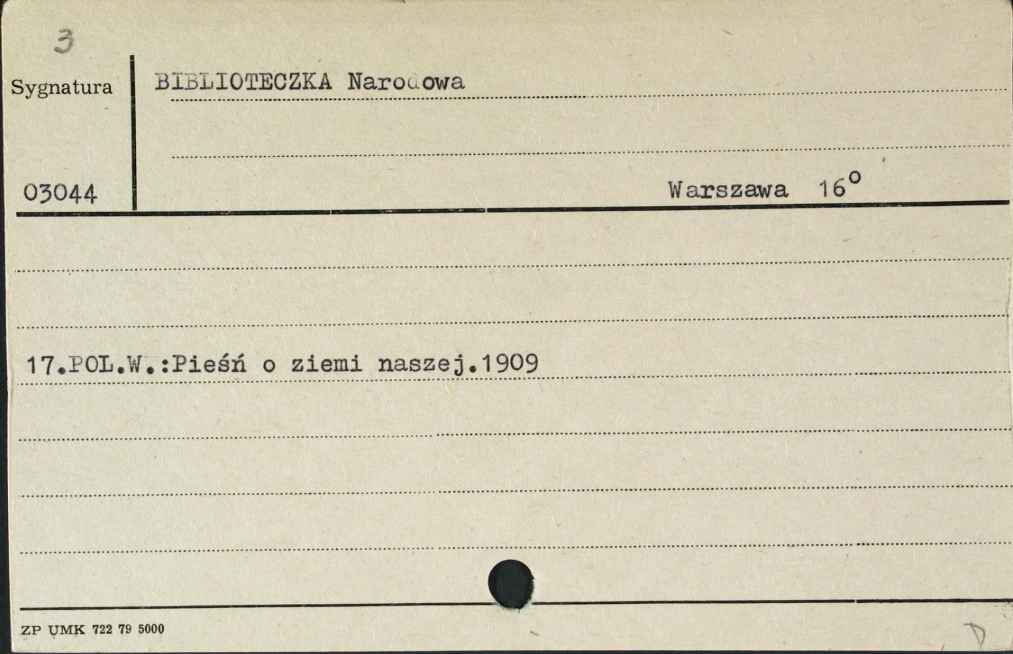 3
Sygnatura
BIBLIOTECZKA Narodowa
03044
Warszawa 16°
17.POL.W.:Pieśń o ziemi naszej.1909
ZP UMK 722 79 5000
D